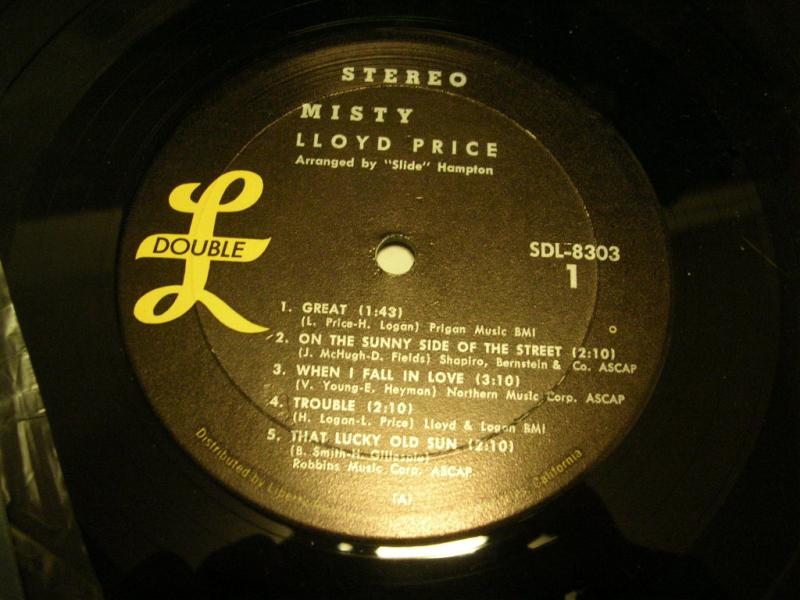 STEREO
MISTY
LLOYD PRICE
Arranged by "Slide" Hampton
DOUBLE L
SDL-8303
1
1. GREAT (1:43)
(L. Price-H. Logan) Prigan Music BMI
2. ON THE SUNNY SIDE OF THE STREET (2:10)
(J. McHugh-D. Fields) Shapiro, Bernstein & Co. ASCAP
3. WHEN I FALL IN LOVE (3:10)
(V. Young-E. Heyman) Northern Music Corp. ASCAP
4. TROUBLE (2:10)
(H. Logan-L. Price) Lloyd & Logan BMI
5. THAT LUCKY OLD SUN (2:10)
(B. Smith-H. Gillespie)
Robbins Music Corp. ASCAP
(A)
Distributed by California